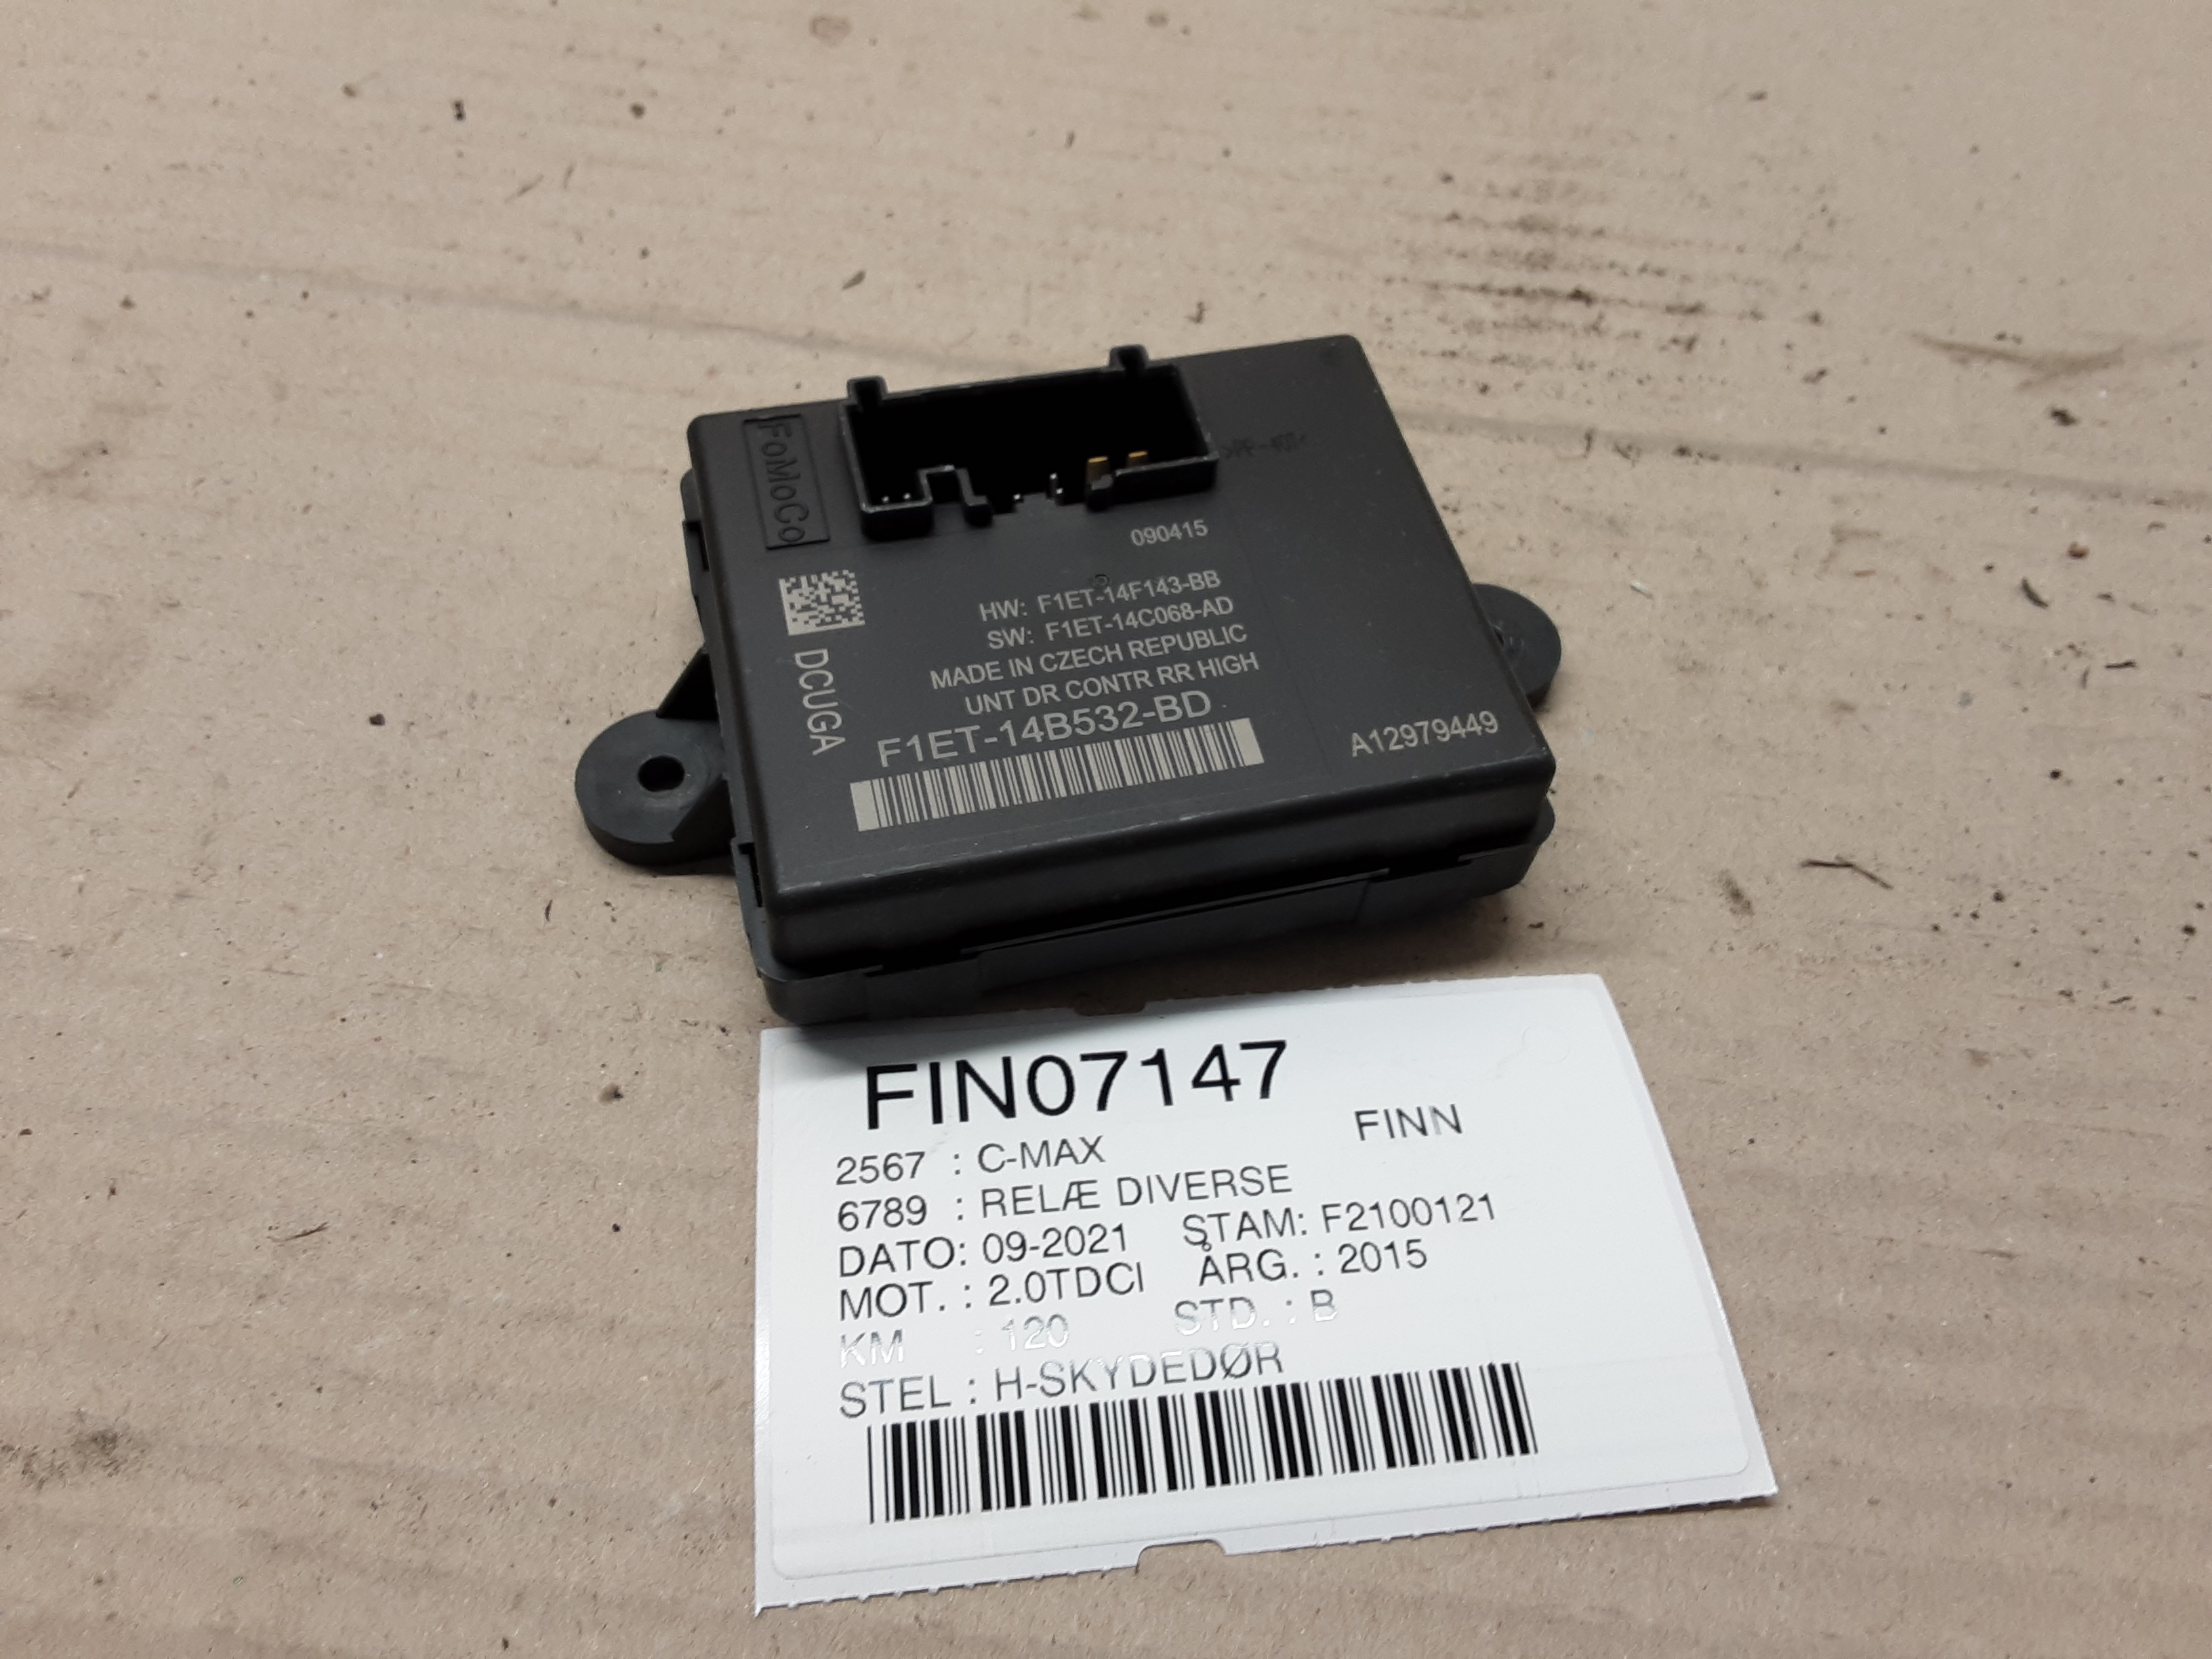 FoMoCo
090415
HW: F1ET-14F143-BB
SW: F1ET-14C068-AD
MADE IN CZECH REPUBLIC
UNT DR CONTR RR HIGH
F1ET-14B532-BD
DCUGA
A12979449
FIN07147
FINN
2567 : C-MAX
6789 : RELÆ DIVERSE
DATO: 09-2021 STAM: F2100121
MOT. : 2.0TDCI ÅRG. : 2015
KM : 120 STD. : B
STEL : H-SKYDEDØR